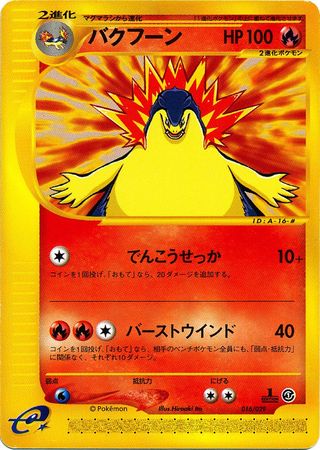 2進化
マグマラシから進化
バクフーン
HP100
2進化ポケモン
ID:A-16-#
でんこうせっか 10+
コインを1回投げ、「おもて」なら、20ダメージを追加する。
バーストウインド 40
コインを1回投げ、「おもて」なら、相手のベンチポケモン全員にも、「弱点・抵抗力」
に関係なく、それぞれ10ダメージ。
弱点 抵抗力 にげる
©Pokémon
Illus.Hiroaki Ito
016/029
1
e